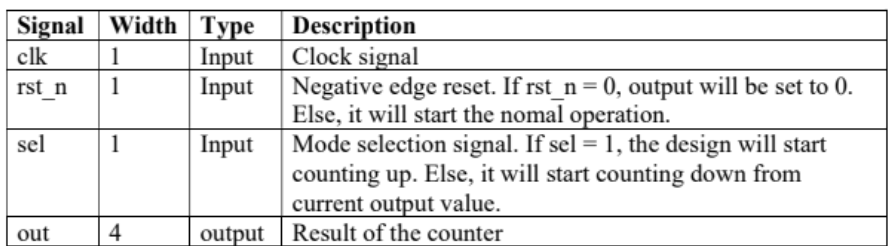 Signal Width Type Description
clk 1 Input Clock signal
rst_n 1 Input Negative edge reset. If rst_n = 0, output will be set to 0.
Else, it will start the nomal operation.
sel 1 Input Mode selection signal. If sel = 1, the design will start
counting up. Else, it will start counting down from
current output value.
out 4 output Result of the counter